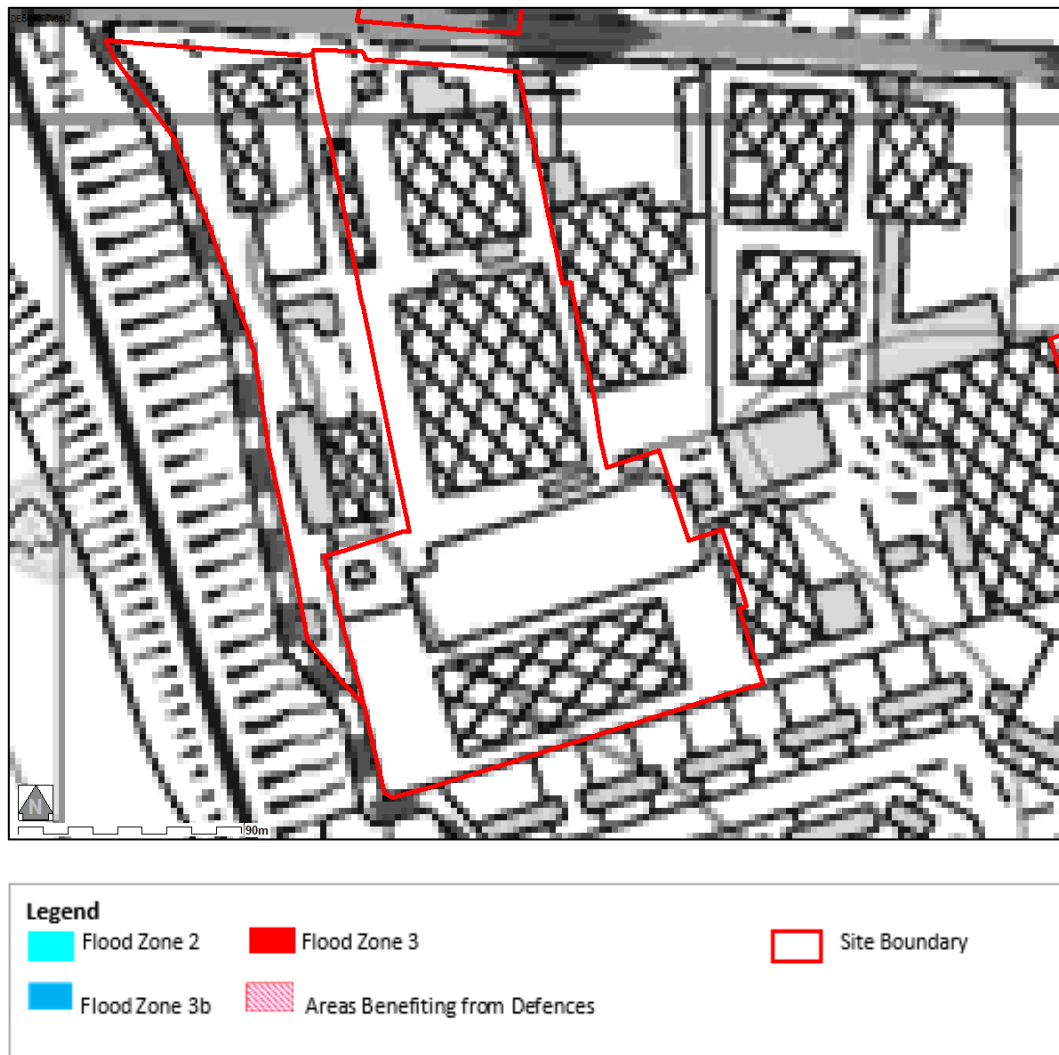 N
90m
Legend
Flood Zone 2
Flood Zone 3
Site Boundary
Flood Zone 3b
Areas Benefiting from Defences